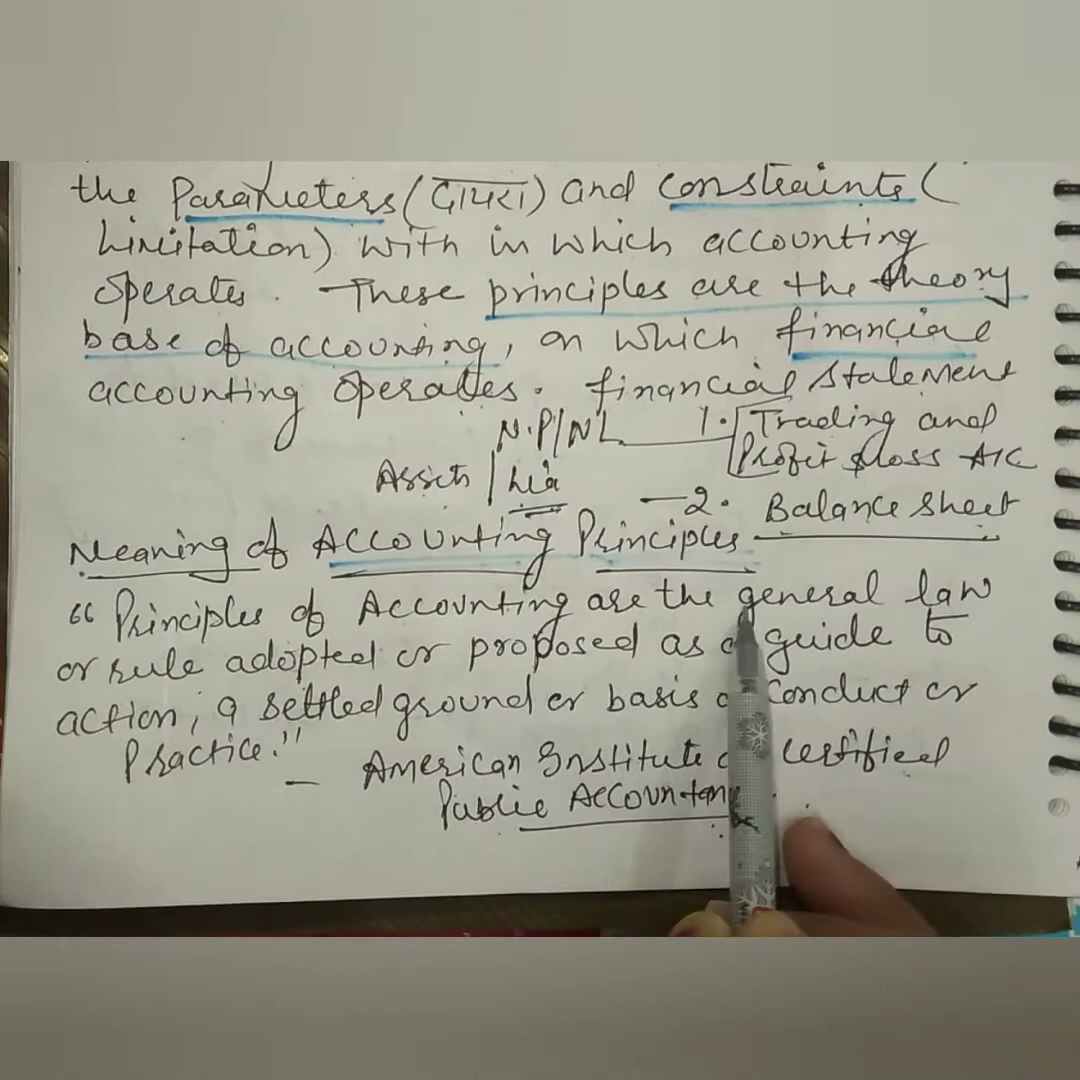 the Parameters (दायरा) and constraints (
Limitation) with in which accounting
operates. These principles are the theory
base of accounting, on which financial
accounting operates. financial statement
N.P/NL 1. Trading and
Profit & Loss A/C
Assets / Lia
2. Balance sheet
Meaning of Accounting Principles
"Principles of Accounting are the general law
or rule adopted or proposed as a guide to
action, a settled ground or basis conduct or
Practice."
- American Institute certified
Public Accountant